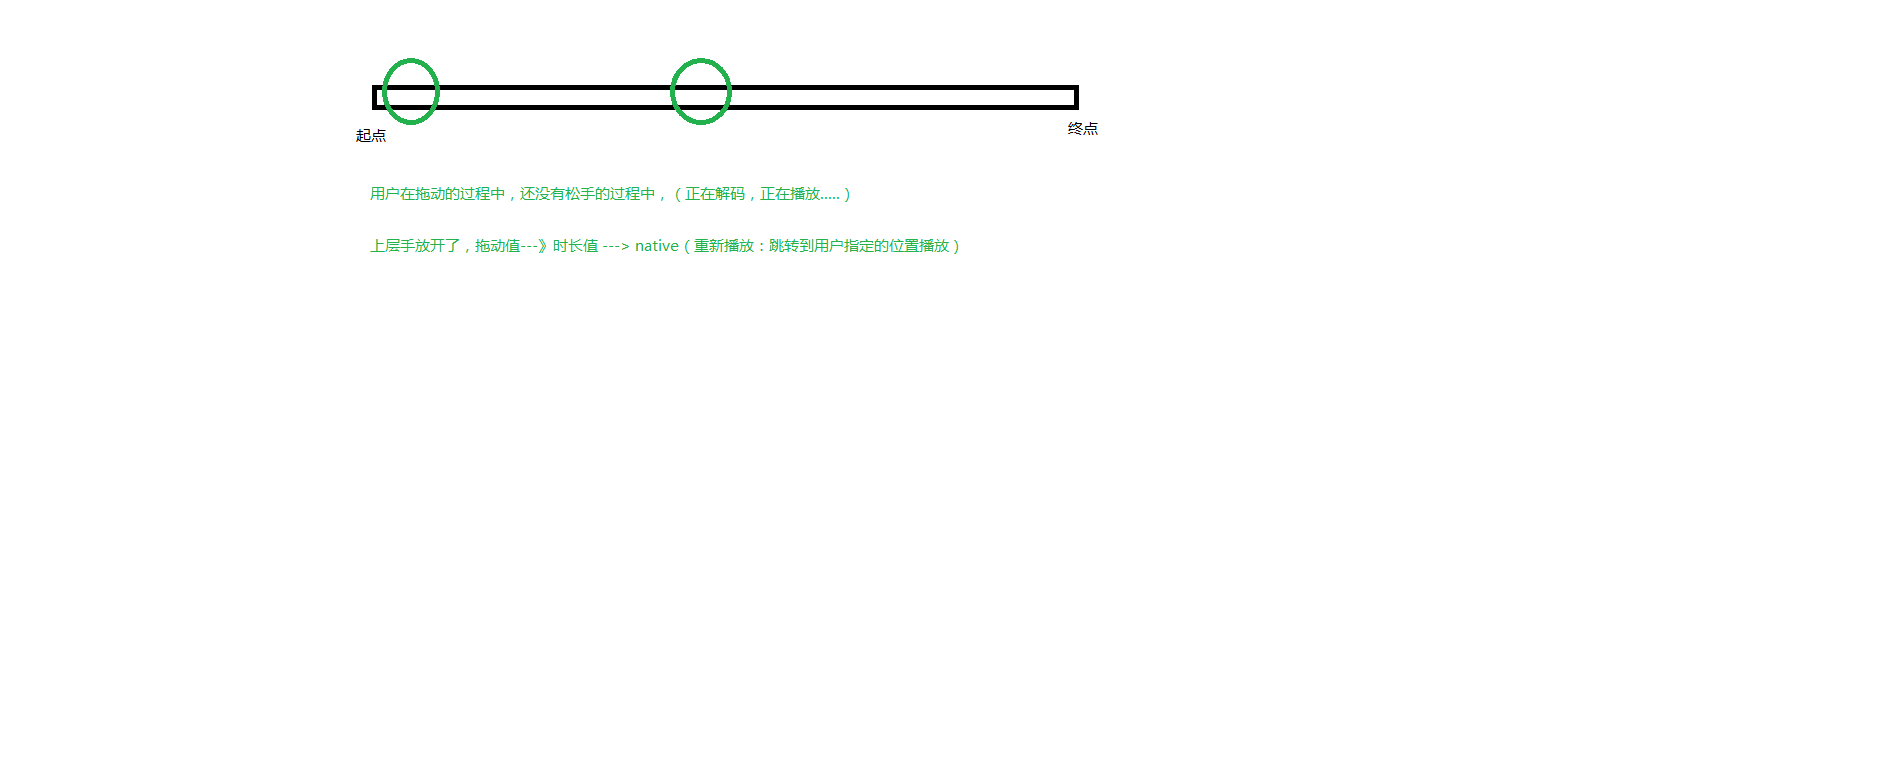 起点
终点
用户在拖动的过程中，还没有松手的过程中，（正在解码，正在播放.....）
上层手放开了，拖动值---》时长值 ---> native（重新播放：跳转到用户指定的位置播放）